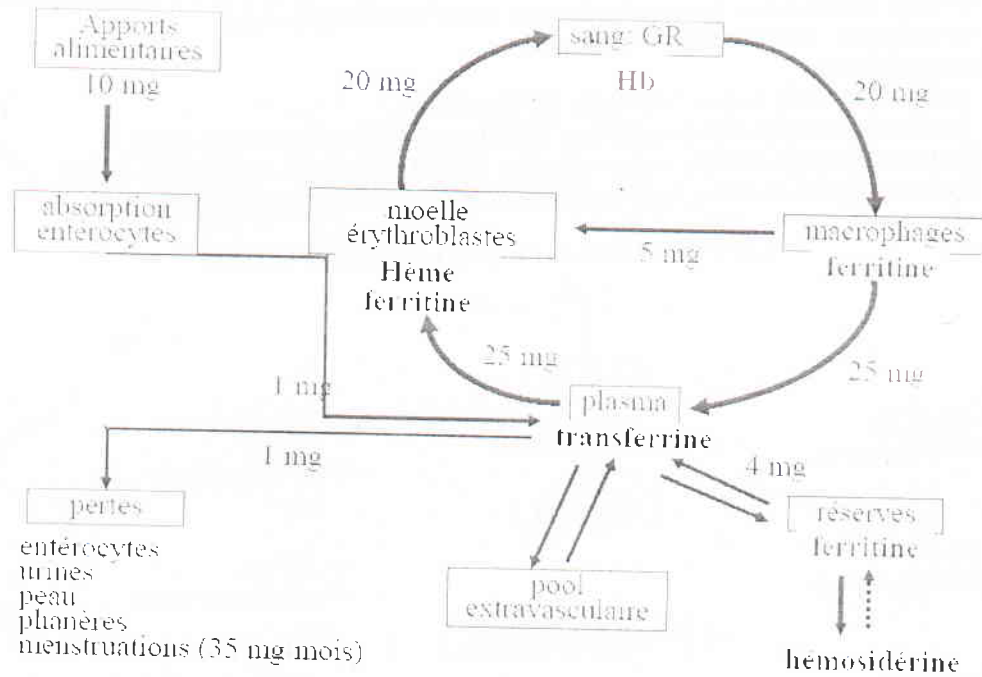 Apports
alimentaires
10 mg
sang: GR
Hb
20 mg
20 mg
absorption
entérocytes
moelle
érythroblastes
Hème
ferritine
5 mg
macrophages
ferritine
25 mg
25 mg
1 mg
plasma
transferrine
1 mg
4 mg
pertes
entérocytes
urines
peau
phanères
menstruations (35 mg mois)
pool
extravasculaire
réserves
ferritine
hémosidérine